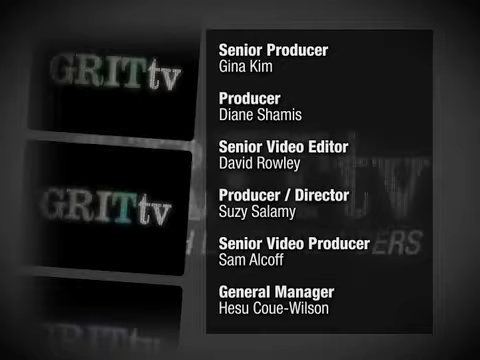 GRITtv
GRITtv
GRITtv
Senior Producer
Gina Kim
Producer
Diane Shamis
Senior Video Editor
David Rowley
Producer / Director
Suzy Salamy
Senior Video Producer
Sam Alcoff
General Manager
Hesu Coue-Wilson